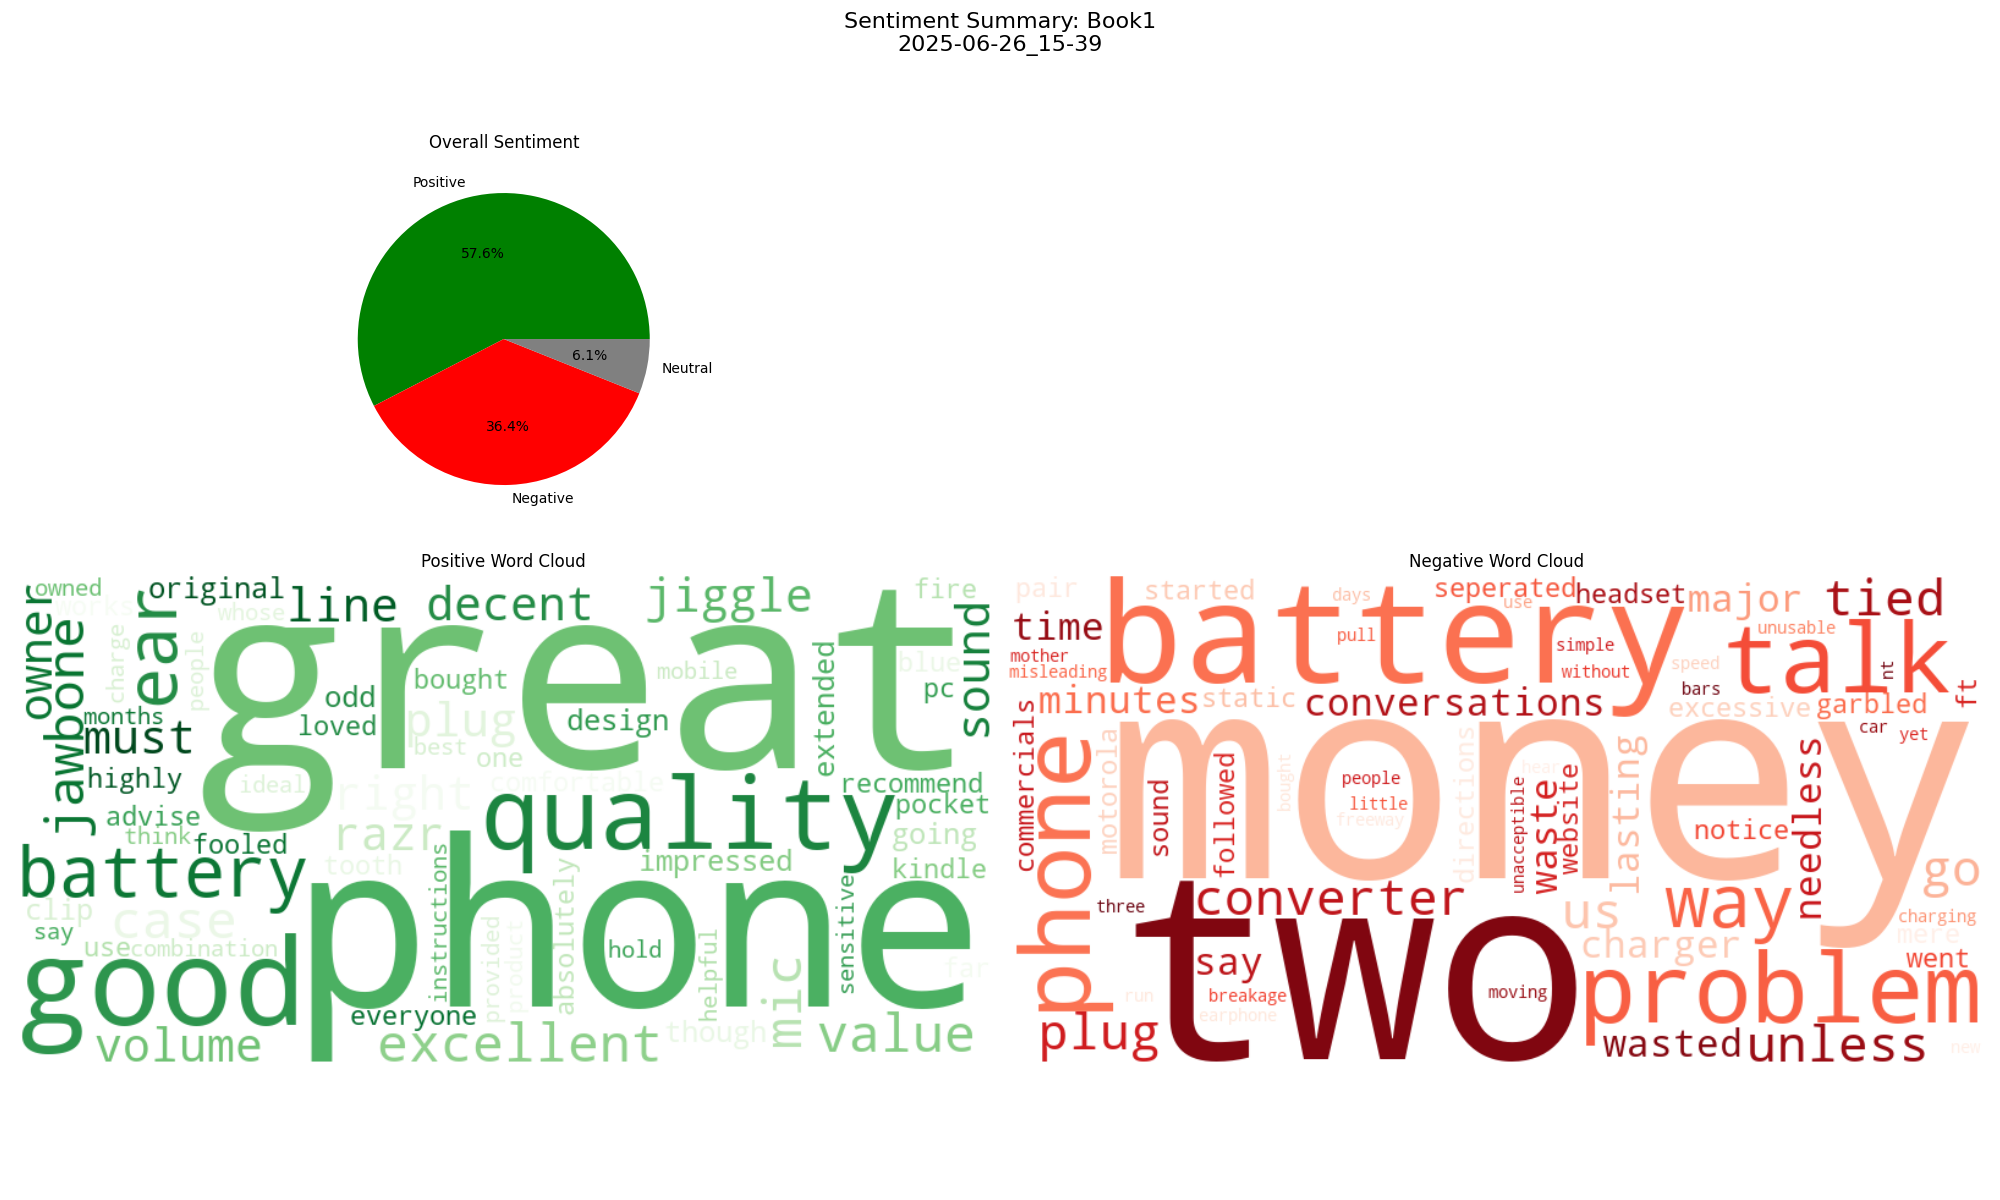 Sentiment Summary: Book1
2025-06-26_15-39
Overall Sentiment
Positive
57.6%
6.1%
Neutral
36.4%
Negative
Positive Word Cloud
owned
original
line
decent
jiggle
fire
works
whose
owner
jawbone
charge
people
ear
great
extended
blue
sound
mobile
bought
odd
pc
loved
plug
design
months
must
best
one
highly
ideal
right
comfortable
recommend
quality
pocket
advise
think
fooled
razr
going
battery
tooth
impressed
kindle
phone
instructions
absolutely
sensitive
clip
case
say
use
combination
provided
product
hold
helpful
far
good
mic
everyone
volume
excellent
though
value
Negative Word Cloud
pair
started
battery
days
seperated
use
headset
major
tied
time
pull
simple
unusable
talk
mother
misleading
without
speed
nt
minutes
static
conversations
bars
excessive
garbled
ft
commercials
phone
motorola
money
car
yet
sound
followed
bought
people
little
freeway
directions
hear
unacceptible
waste
website
lasting
notice
needless
go
three
converter
two
us
way
charging
charger
mere
say
went
run
breakage
moving
problem
earphone
plug
wasted
unless
new